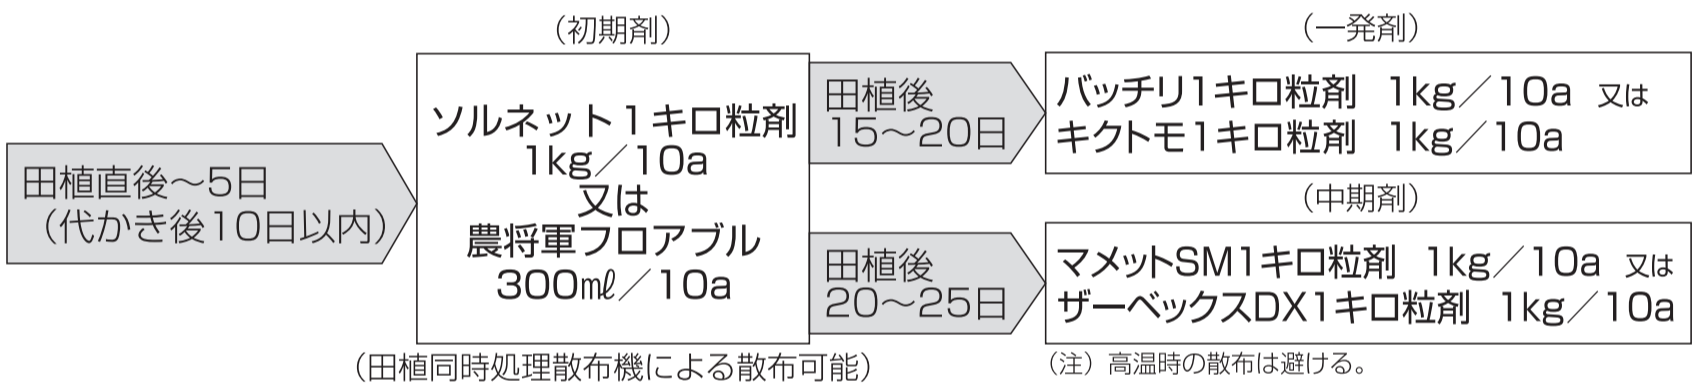 田植直後～5日
（代かき後10日以内）
（初期剤）
ソルネット１キロ粒剤
1kg／10a
又は
農将軍フロアブル
300㎖／10a
（田植同時処理散布機による散布可能）
田植後
15～20日
（一発剤）
バッチリ1キロ粒剤　1kg／10a　又は
キクトモ1キロ粒剤　1kg／10a
田植後
20～25日
（中期剤）
マメットSM1キロ粒剤　1kg／10a　又は
ザーベックスDX1キロ粒剤　1kg／10a
（注）高温時の散布は避ける。